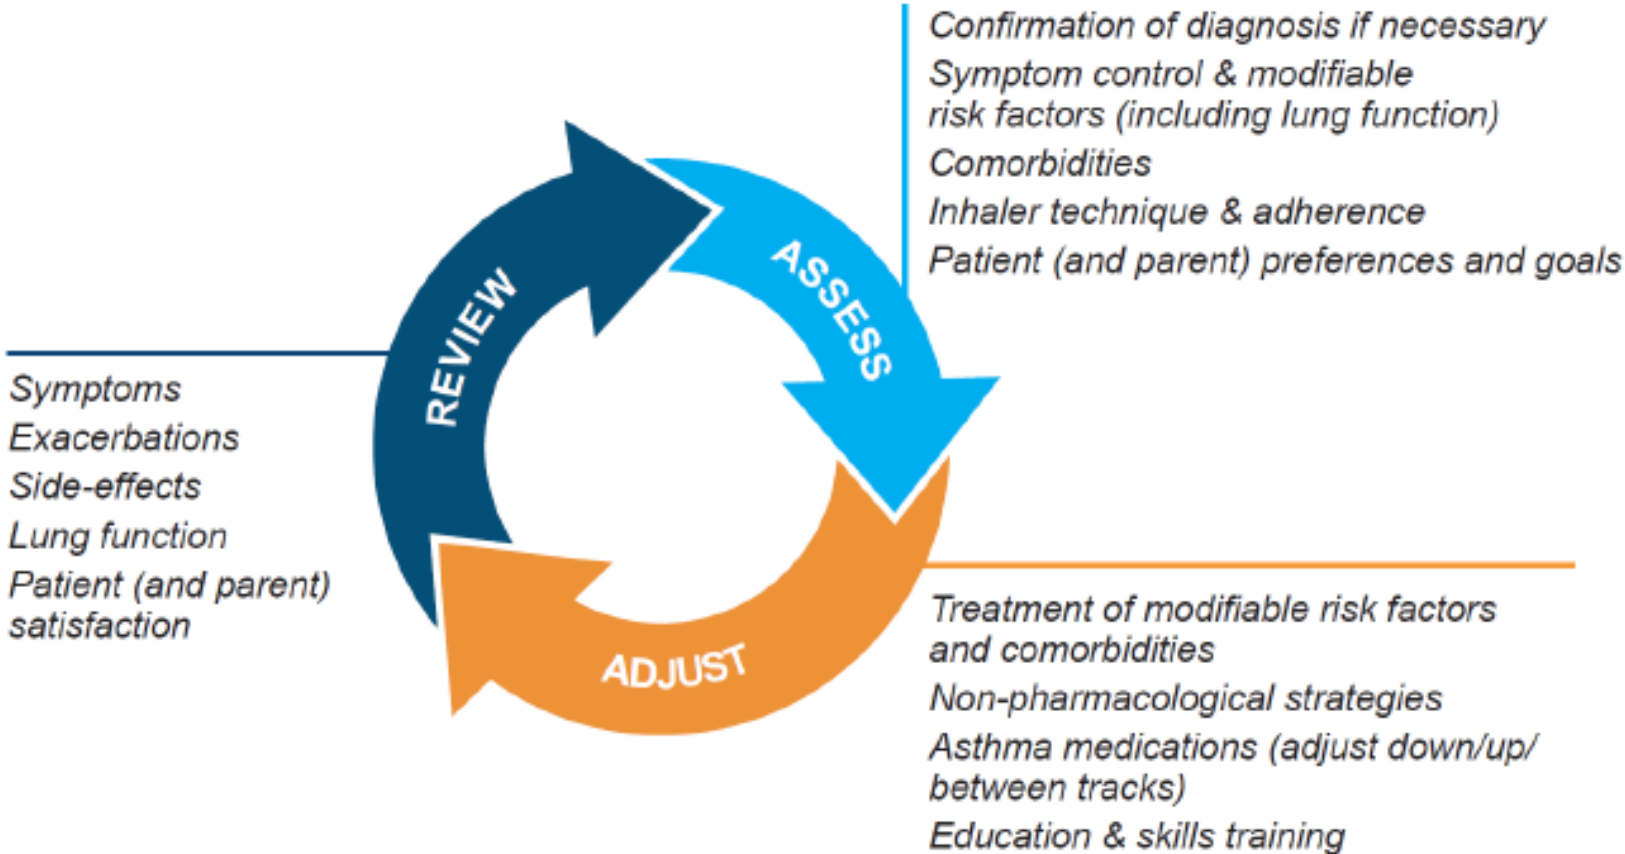 Confirmation of diagnosis if necessary
Symptom control & modifiable
risk factors (including lung function)
Comorbidities
Inhaler technique & adherence
Patient (and parent) preferences and goals
REVIEW
ASSESS
Symptoms
Exacerbations
Side-effects
Lung function
Patient (and parent)
satisfaction
ADJUST
Treatment of modifiable risk factors
and comorbidities
Non-pharmacological strategies
Asthma medications (adjust down/up/
between tracks)
Education & skills training